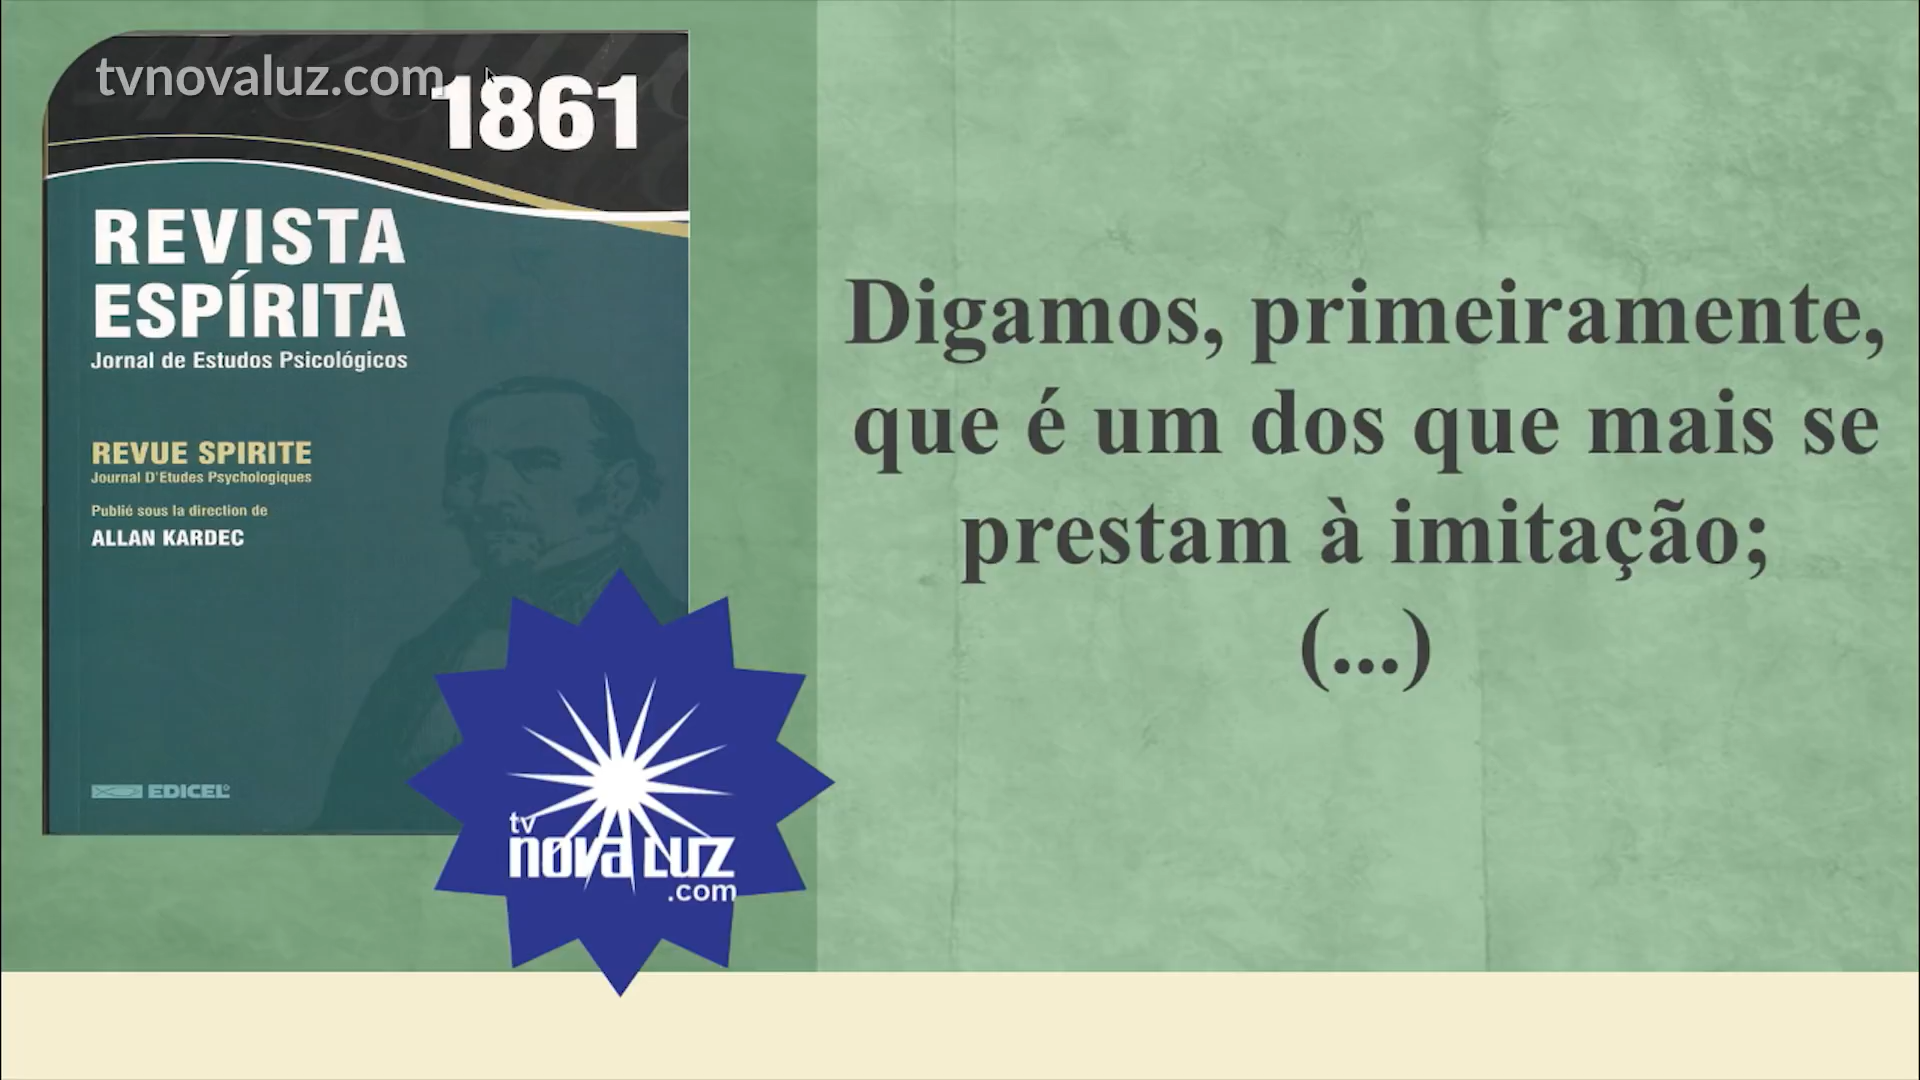 tvnovaluz.com
1861
REVISTA
ESPÍRITA
Jornal de Estudos Psicológicos
REVUE SPIRITE
Journal D'Etudes Psychologiques
Publié sous la direction de
ALLAN KARDEC
EDICEL
tv
nova luz
.com
Digamos, primeiramente,
que é um dos que mais se
prestam à imitação;
(...)